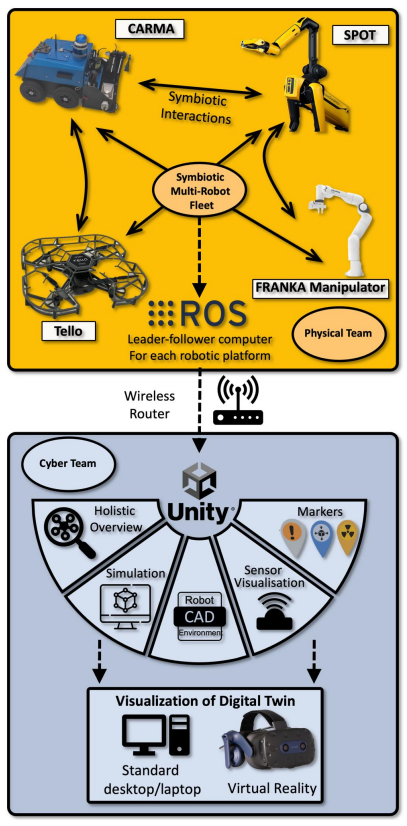 CARMA
SPOT
Symbiotic
Interactions
Symbiotic
Multi-Robot
Fleet
TELLO
Tello
FRANKA Manipulator
ROS
Leader-follower computer
For each robotic platform
Physical Team
Wireless
Router
Cyber Team
Unity
Holistic
Overview
Markers
Simulation
Sensor
Visualisation
Robot
CAD
Environment
Visualization of Digital Twin
Standard
desktop/laptop
Virtual Reality